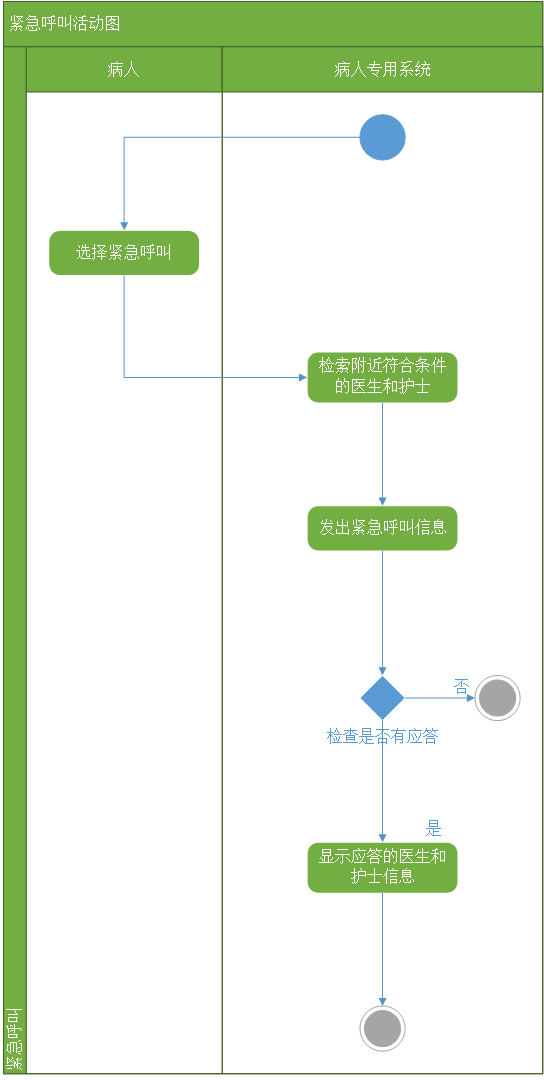 紧急呼叫活动图
病人
病人专用系统
选择紧急呼叫
检索附近符合条件
的医生和护士
发出紧急呼叫信息
否
检查是否有应答
是
显示应答的医生和
护士信息
紧急呼叫